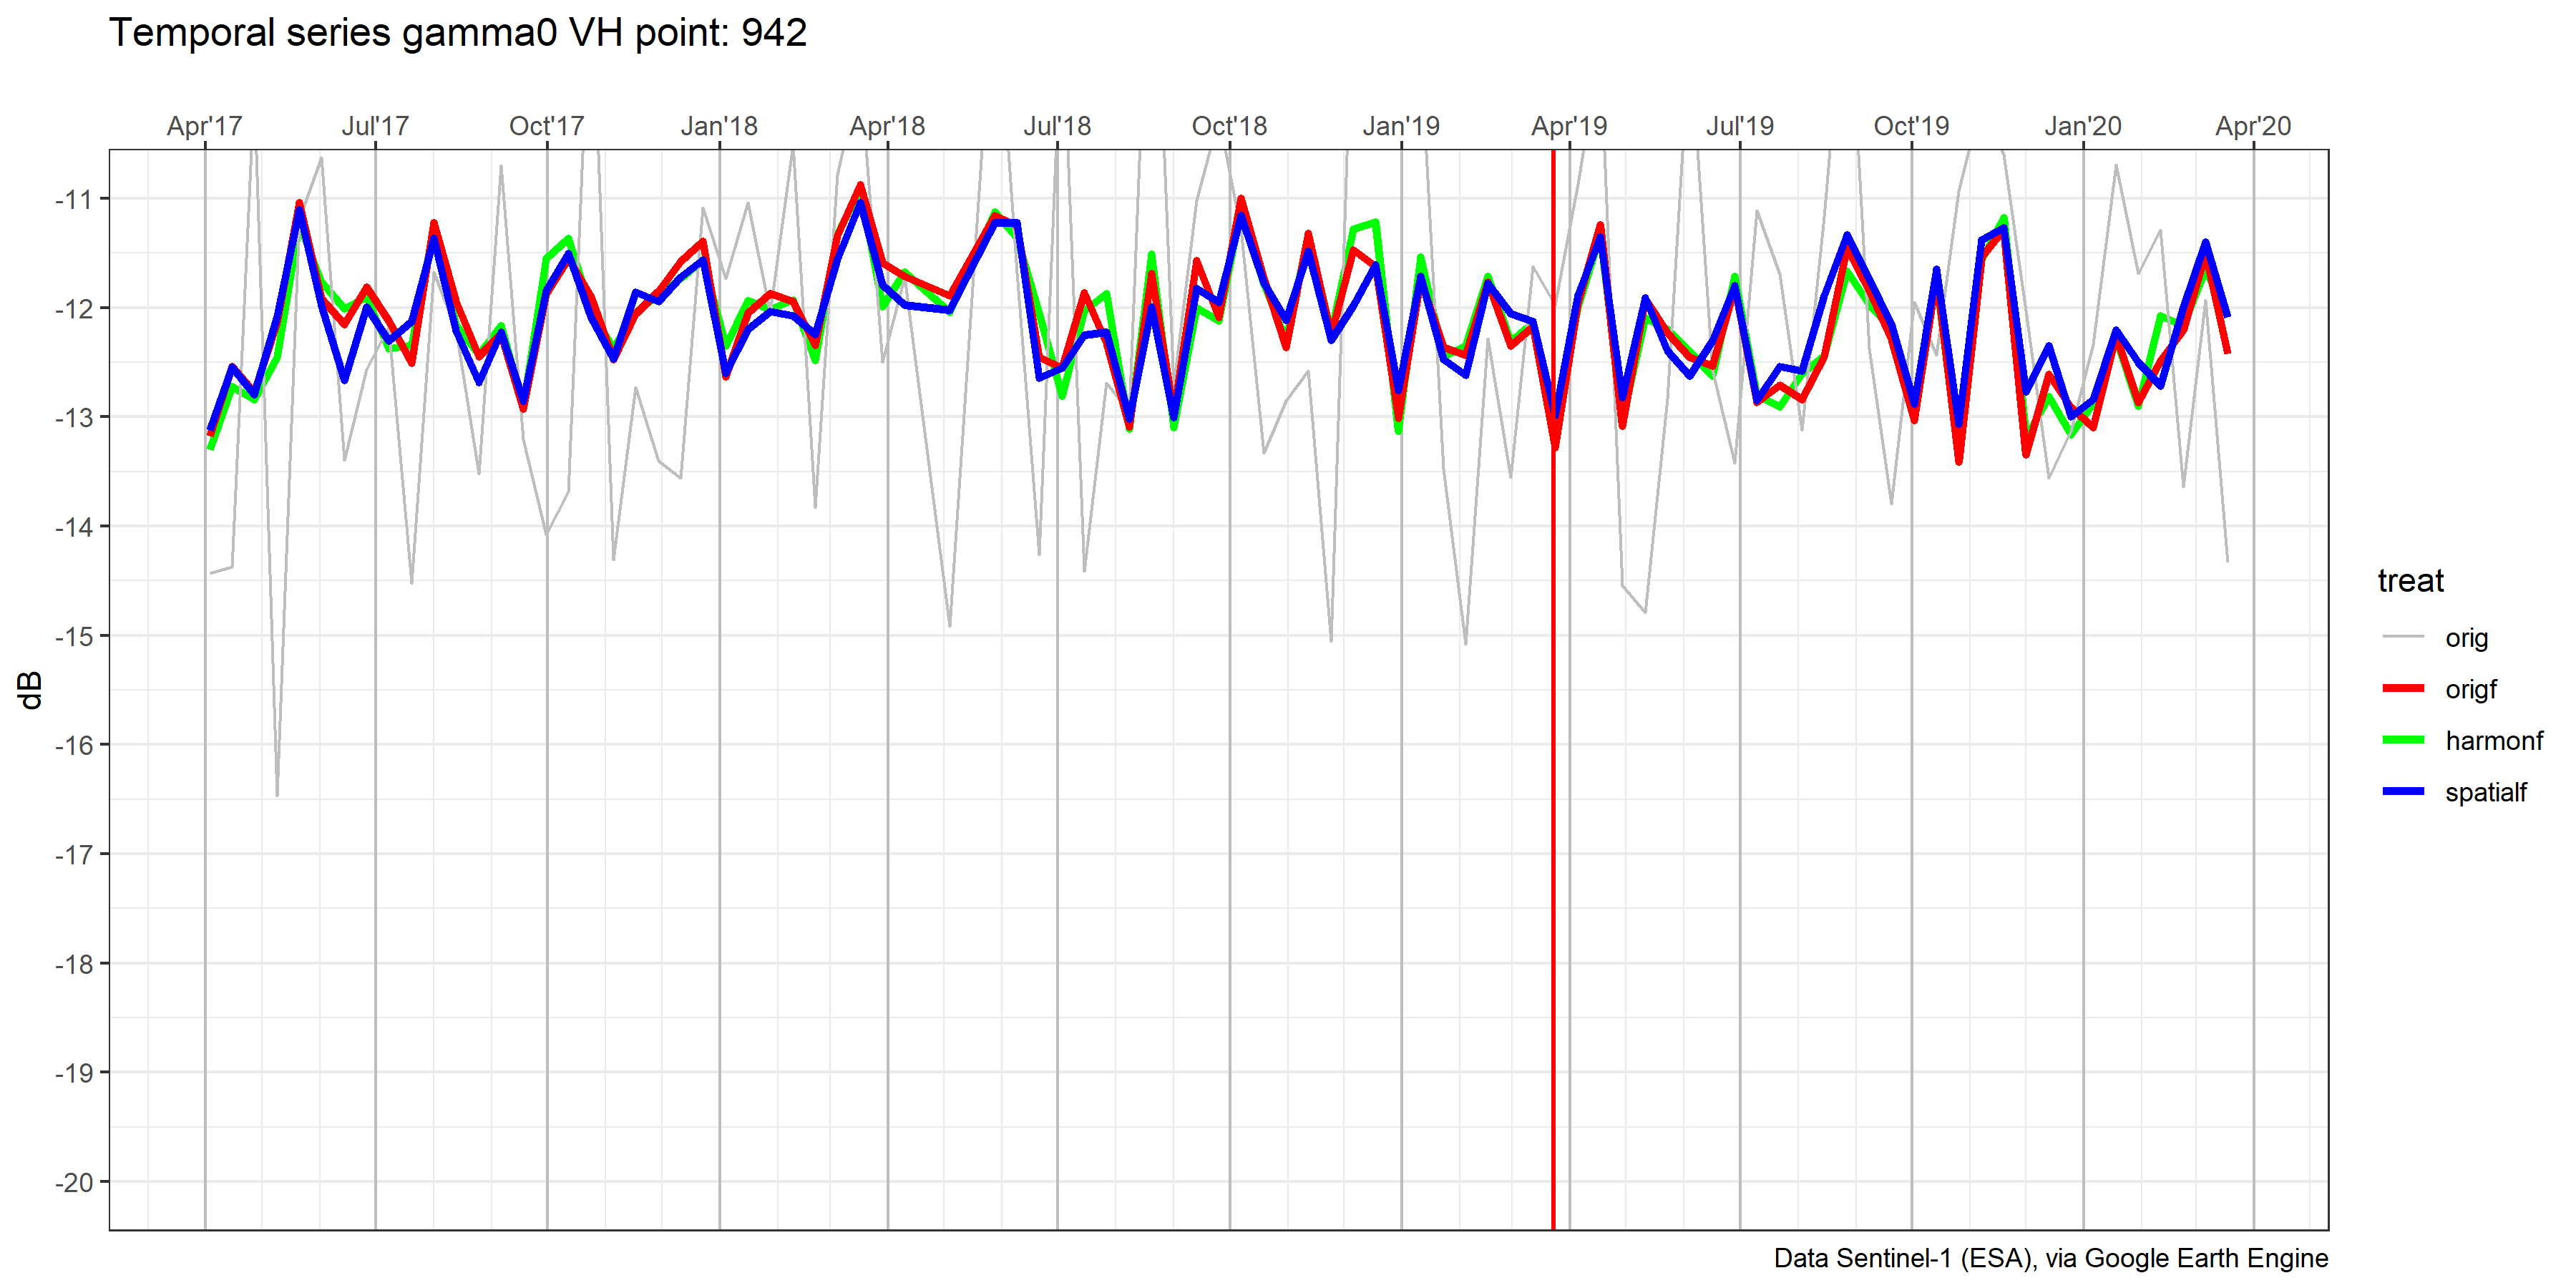 Temporal series gamma0 VH point: 942
Apr'17 Jul'17 Oct'17 Jan'18 Apr'18 Jul'18 Oct'18 Jan'19 Apr'19 Jul'19 Oct'19 Jan'20 Apr'20
-11
-12
-13
-14
-15
-16
-17
-18
-19
-20
dB
treat
orig
origf
harmonf
spatialf
Data Sentinel-1 (ESA), via Google Earth Engine